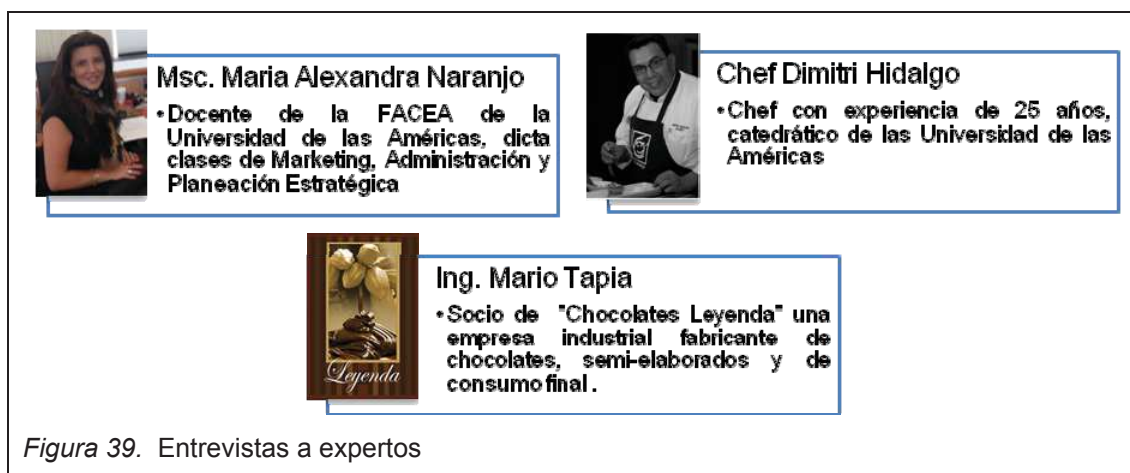 Msc. Maria Alexandra Naranjo
•Docente de la FACEA de la
Universidad de las Américas, dicta
clases de Marketing, Administración y
Planeación Estratégica
Chef Dimitri Hidalgo
•Chef con experiencia de 25 años,
catedrático de las Universidad de las
Américas
Leyenda
Ing. Mario Tapia
•Socio de "Chocolates Leyenda" una
empresa industrial fabricante de
chocolates, semi-elaborados y de
consumo final.
Figura 39. Entrevistas a expertos